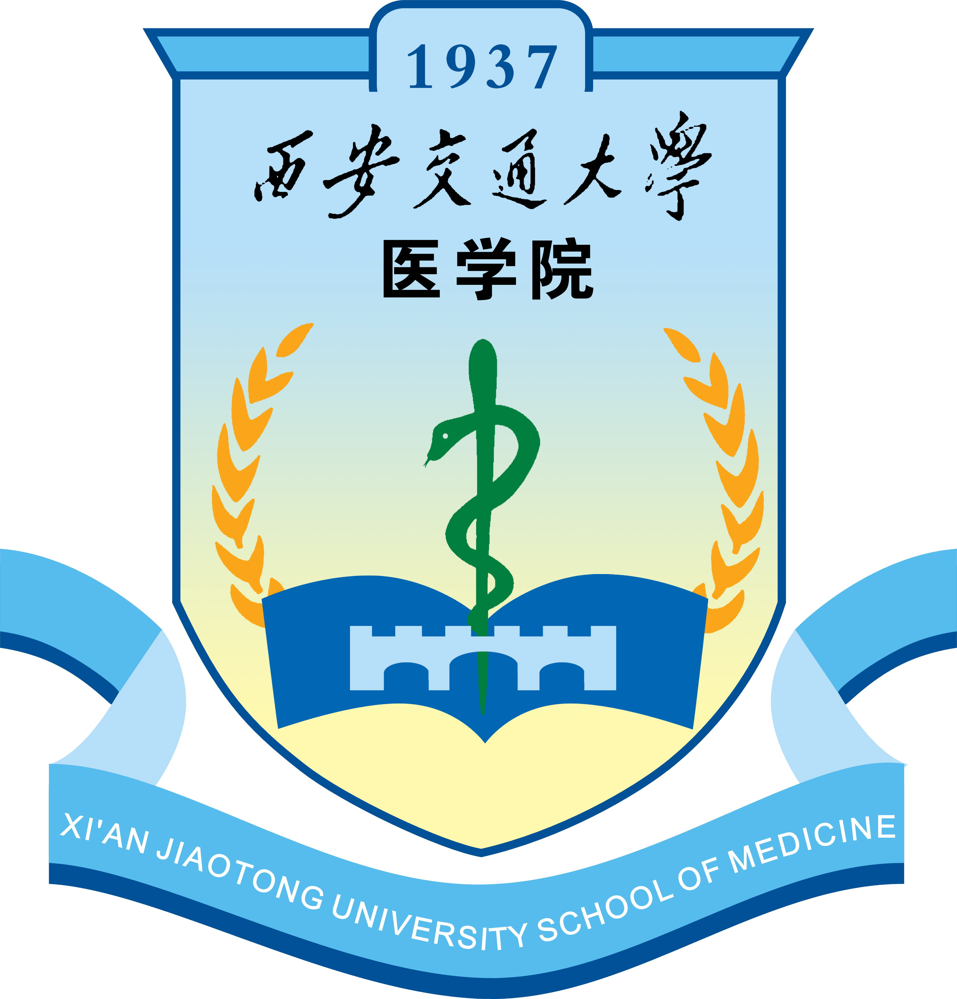 1937
西安交通大學
医学院
XI'AN JIAOTONG UNIVERSITY SCHOOL OF MEDICINE